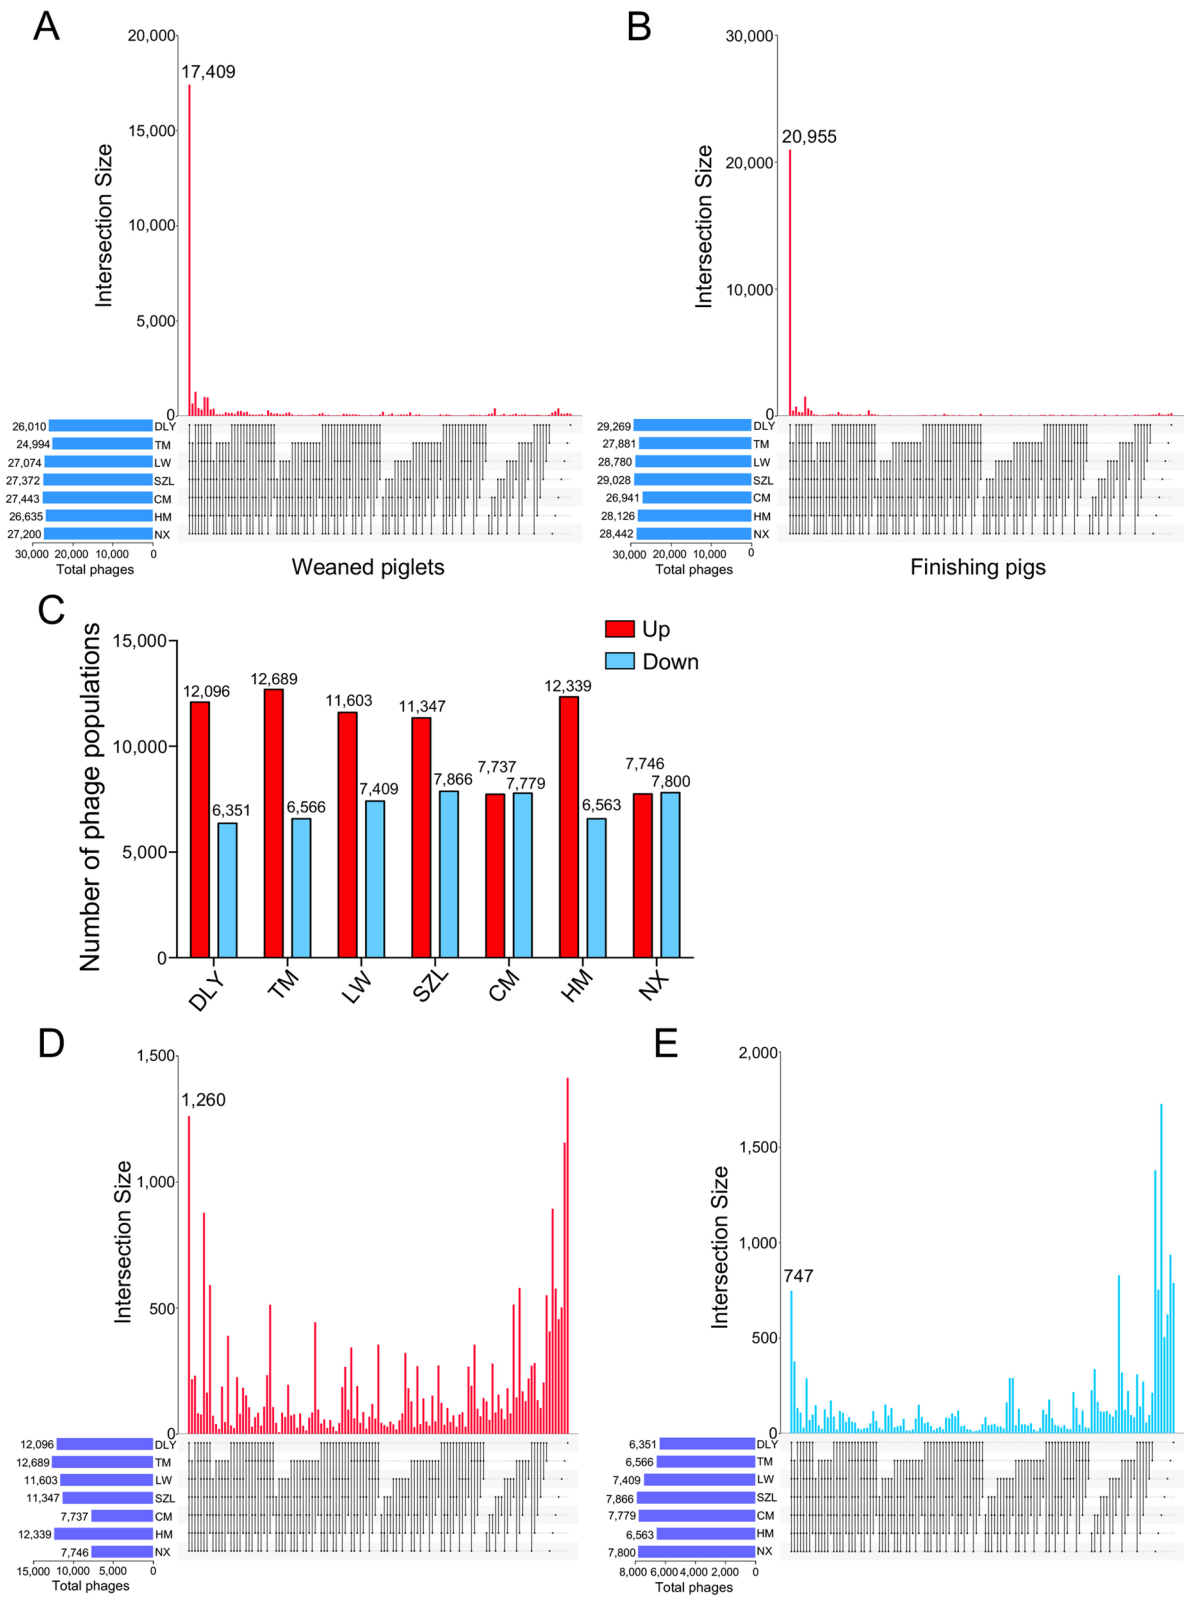 A
20,000
17,409
15,000
10,000
5,000
0
Intersection Size
26,010 DLY
24,994 TM
27,074 LW
27,372 SZL
27,443 CM
26,635 HM
27,200 NX
30,000 20,000 10,000 0
Total phages
Weaned piglets
B
30,000
20,955
20,000
10,000
0
Intersection Size
29,269 DLY
27,881 TM
28,780 LW
29,028 SZL
26,941 CM
28,126 HM
28,442 NX
30,000 20,000 10,000 0
Total phages
Finishing pigs
C
Number of phage populations
15,000
10,000
5,000
0
Up
Down
12,096
6,351
12,689
6,566
11,603
7,409
11,347
7,866
7,737
7,779
12,339
6,563
7,746
7,800
DLY
TM
LW
SZL
CM
HM
NX
D
1,500
1,260
1,000
500
0
Intersection Size
12,096 DLY
12,689 TM
11,603 LW
11,347 SZL
7,737 CM
12,339 HM
7,746 NX
15,000 10,000 5,000 0
Total phages
E
2,000
1,500
1,000
747
500
0
Intersection Size
6,351 DLY
6,566 TM
7,409 LW
7,866 SZL
7,779 CM
6,563 HM
7,800 NX
8,000 6,000 4,000 2,000 0
Total phages